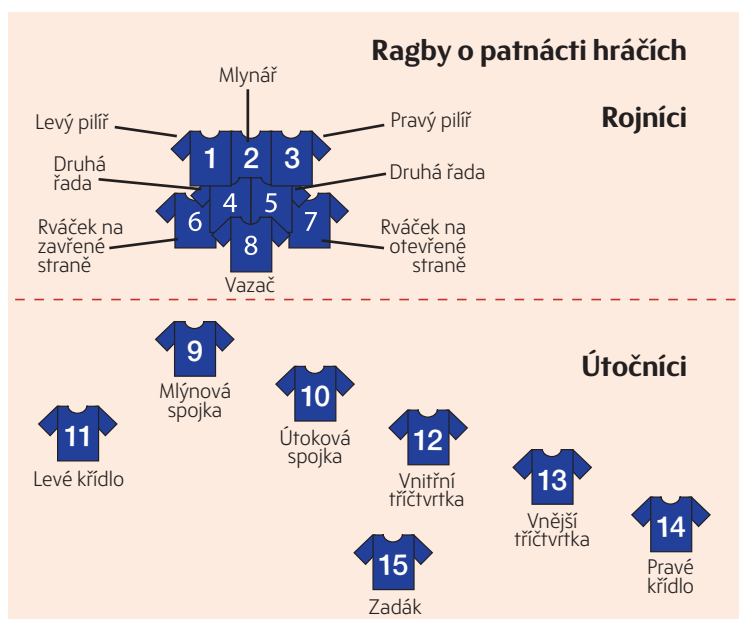 Ragby o patnácti hráčích
Mlynář
Rojníci
Levý pilíř
Pravý pilíř
1 2 3
Druhá
řada
Druhá řada
4 5
6
7
Rváček na
zavřené
straně
Rváček na
otevřené
straně
8
Vazač
Útočníci
9
Mlýnová
spojka
10
Útoková
spojka
11
Levé křídlo
12
Vnitřní
tříčtvrtka
13
Vnější
tříčtvrtka
14
Pravé
křídlo
15
Zadák